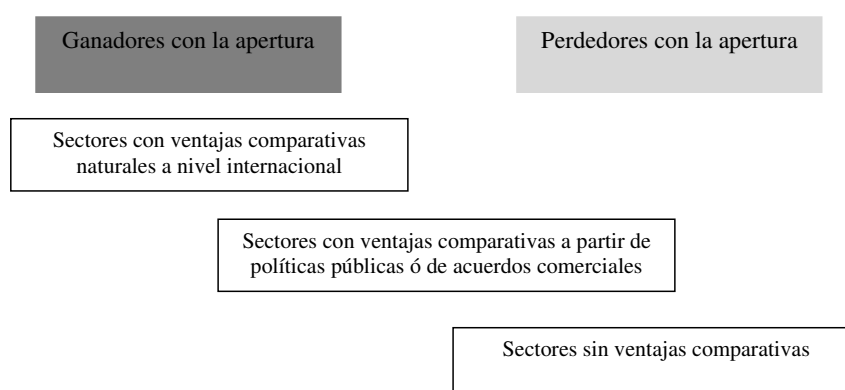 Ganadores con la apertura
Perdedores con la apertura
Sectores con ventajas comparativas
naturales a nivel internacional
Sectores con ventajas comparativas a partir de
políticas públicas ó de acuerdos comerciales
Sectores sin ventajas comparativas